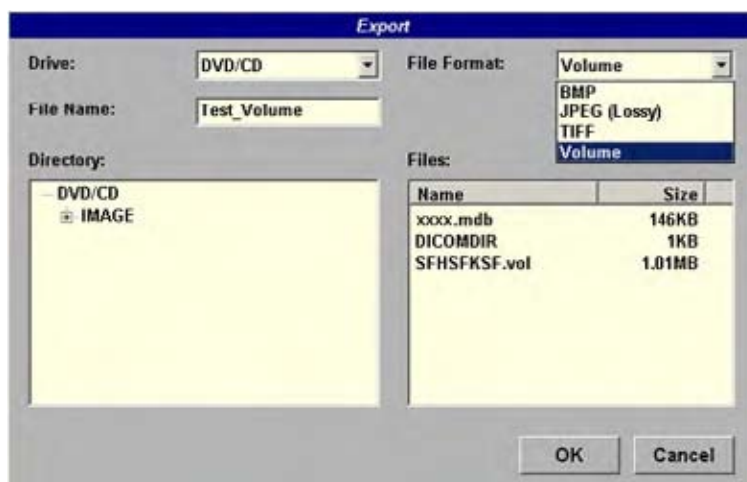 Export
Drive: DVD/CD File Format: Volume
BMP
File Name: Test_Volume JPEG (Lossy)
TIFF
Volume
Directory: Files:
DVD/CD Name Size
IMAGE xxxx.mdb 146KB
DICOMDIR 1KB
SFHSFKSF.vol 1.01MB
OK Cancel